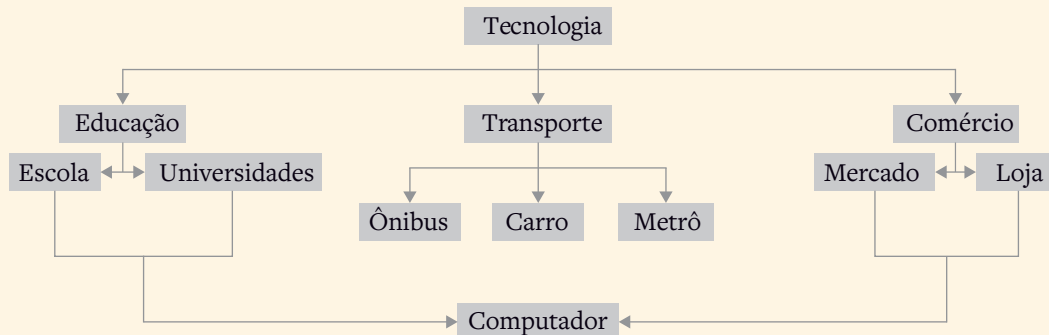 Tecnologia
Educação
Transporte
Comércio
Escola
Universidades
Mercado
Loja
Ônibus
Carro
Metrô
Computador